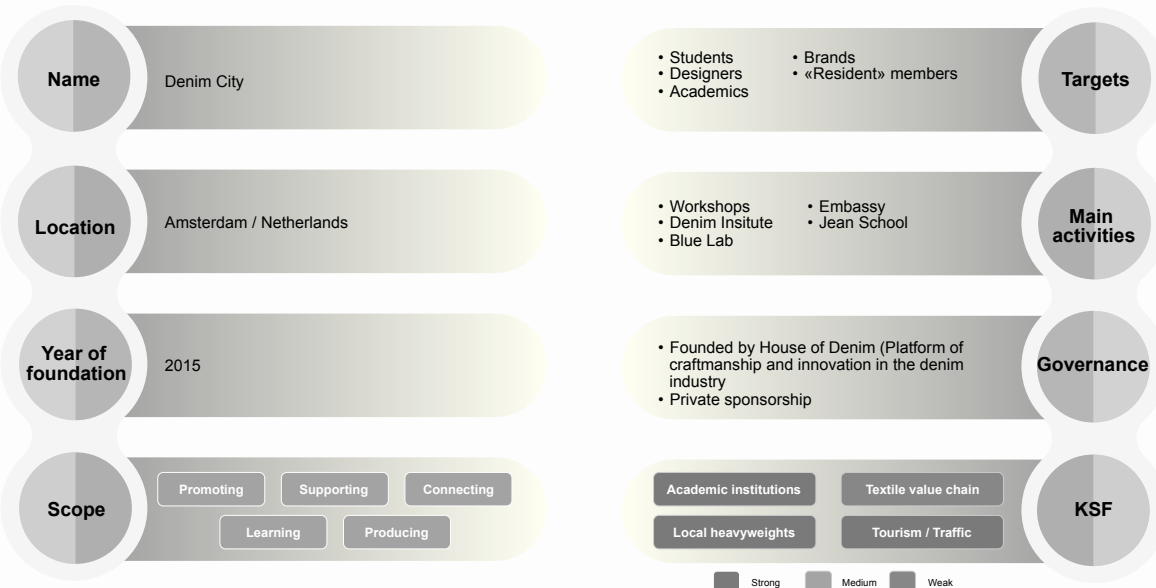 Name
Denim City
Location
Amsterdam / Netherlands
Year of
foundation
2015
Scope
Promoting
Supporting
Connecting
Learning
Producing
• Students
• Designers
• Academics
• Brands
• «Resident» members
Targets
• Workshops
• Denim Insitute
• Blue Lab
• Embassy
• Jean School
Main
activities
• Founded by House of Denim (Platform of
craftmanship and innovation in the denim
industry
• Private sponsorship
Governance
Academic institutions
Textile value chain
Local heavyweights
Tourism / Traffic
KSF
Strong
Medium
Weak